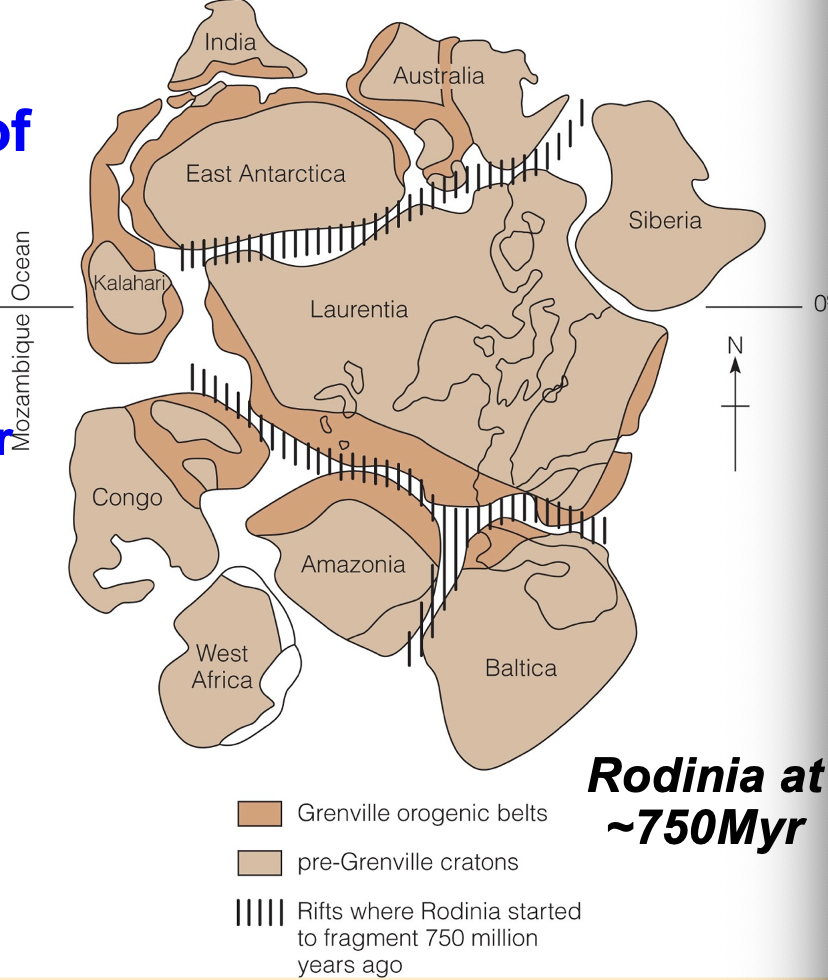 of
r
India
Australia
East Antarctica
Siberia
Kalahari
Laurentia
Mozambique Ocean
0°
N
Congo
Amazonia
West
Africa
Baltica
Rodinia at
~750Myr
Grenville orogenic belts
pre-Grenville cratons
Rifts where Rodinia started
to fragment 750 million
years ago